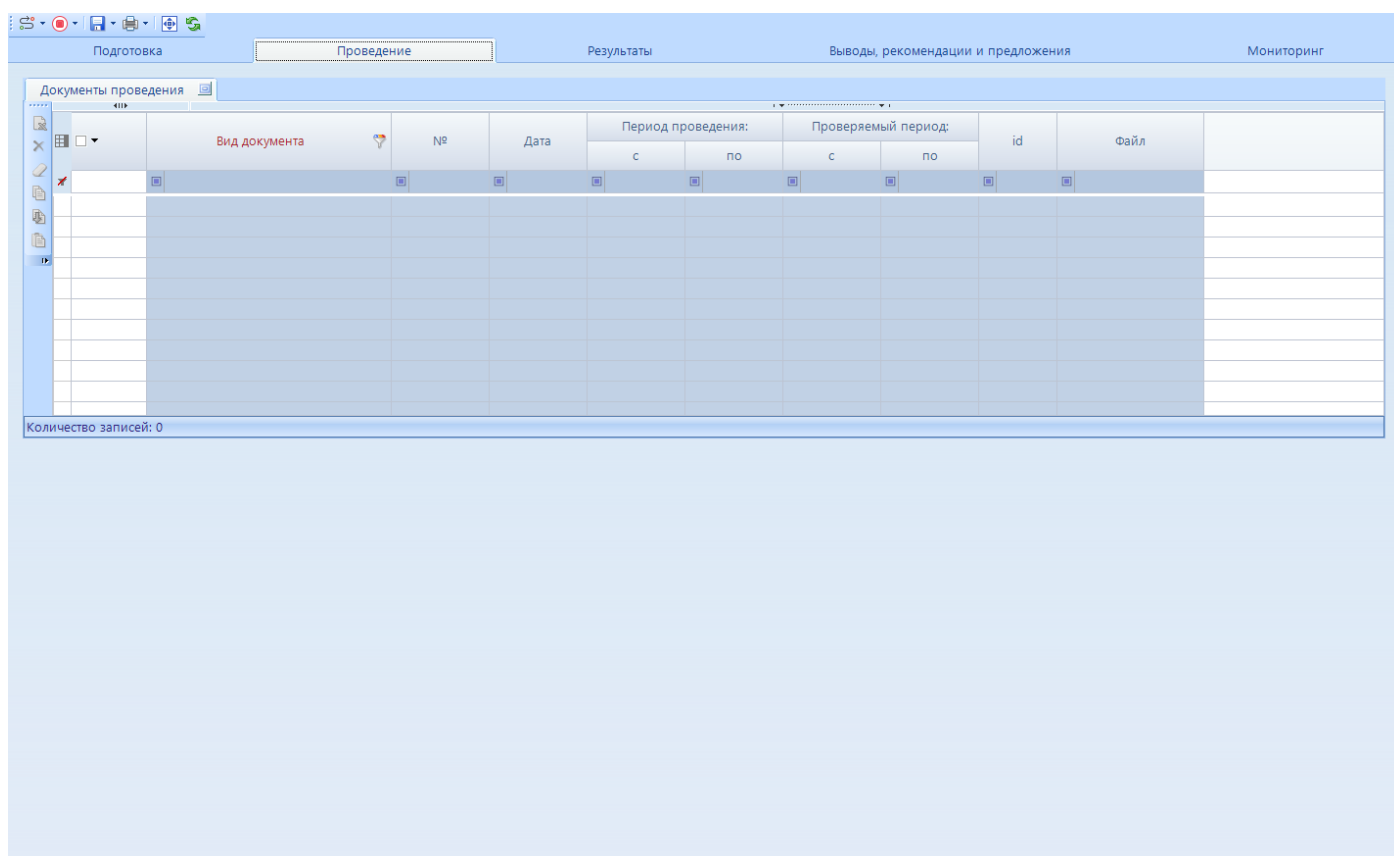 Подготовка Проведение Результаты Выводы, рекомендации и предложения Мониторинг
Документы проведения
Вид документа № Дата Период проведения: Проверяемый период: id Файл
с по с по
Количество записей: 0